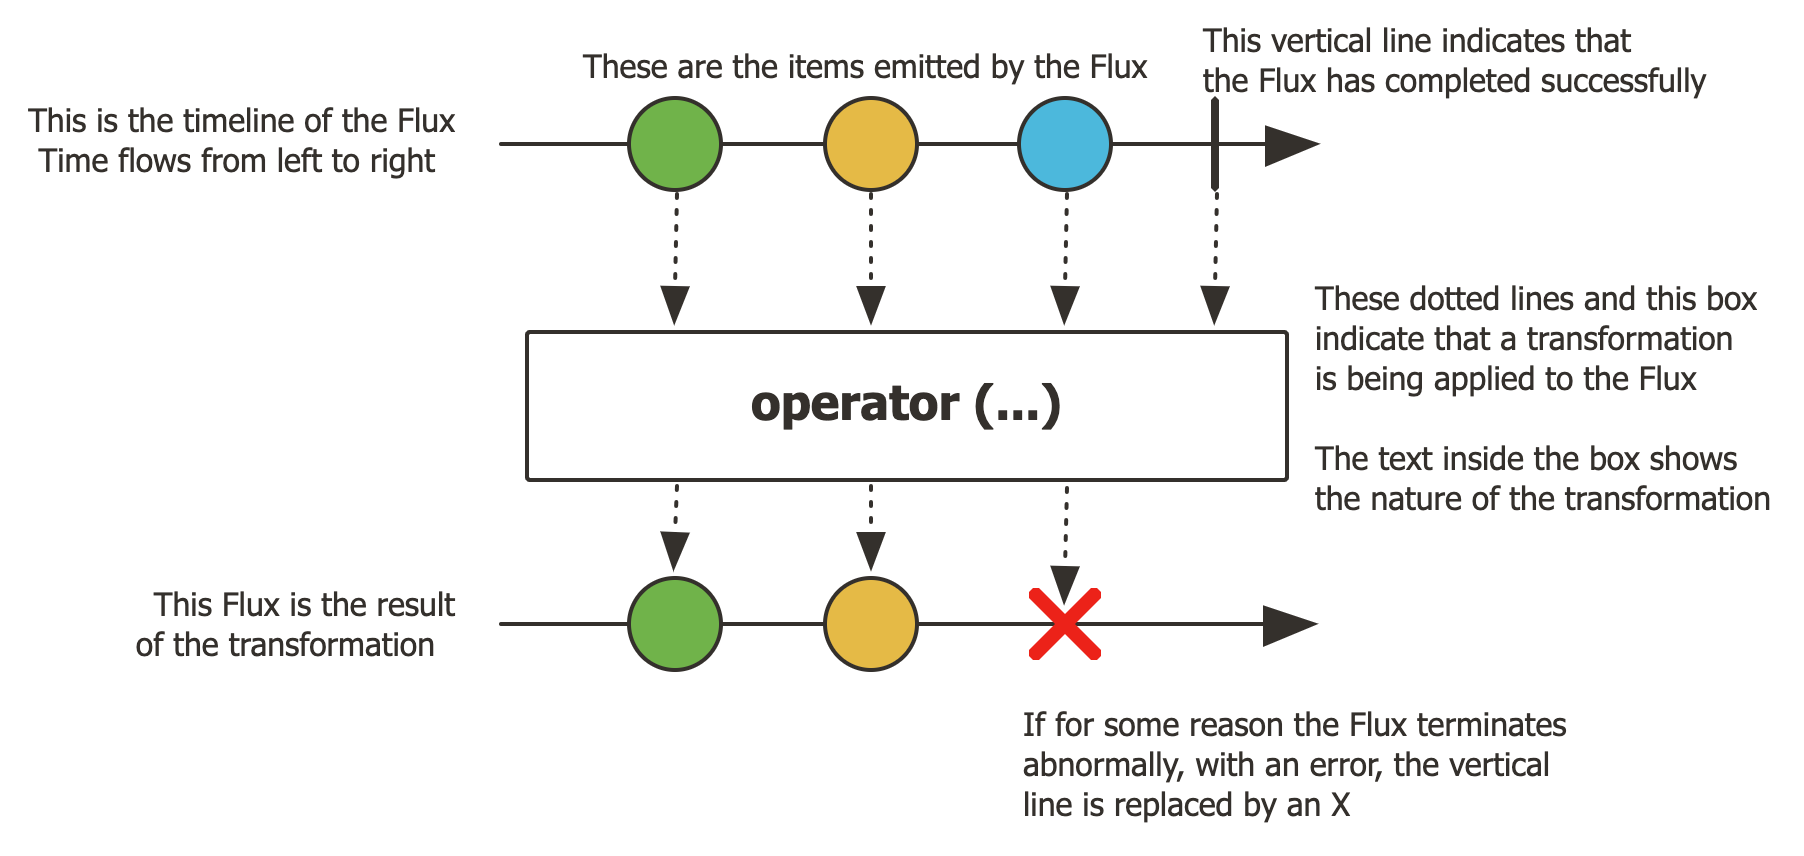 This vertical line indicates that
the Flux has completed successfully
These are the items emitted by the Flux
This is the timeline of the Flux
Time flows from left to right
These dotted lines and this box
indicate that a transformation
is being applied to the Flux
operator (...)
The text inside the box shows
the nature of the transformation
This Flux is the result
of the transformation
If for some reason the Flux terminates
abnormally, with an error, the vertical
line is replaced by an X